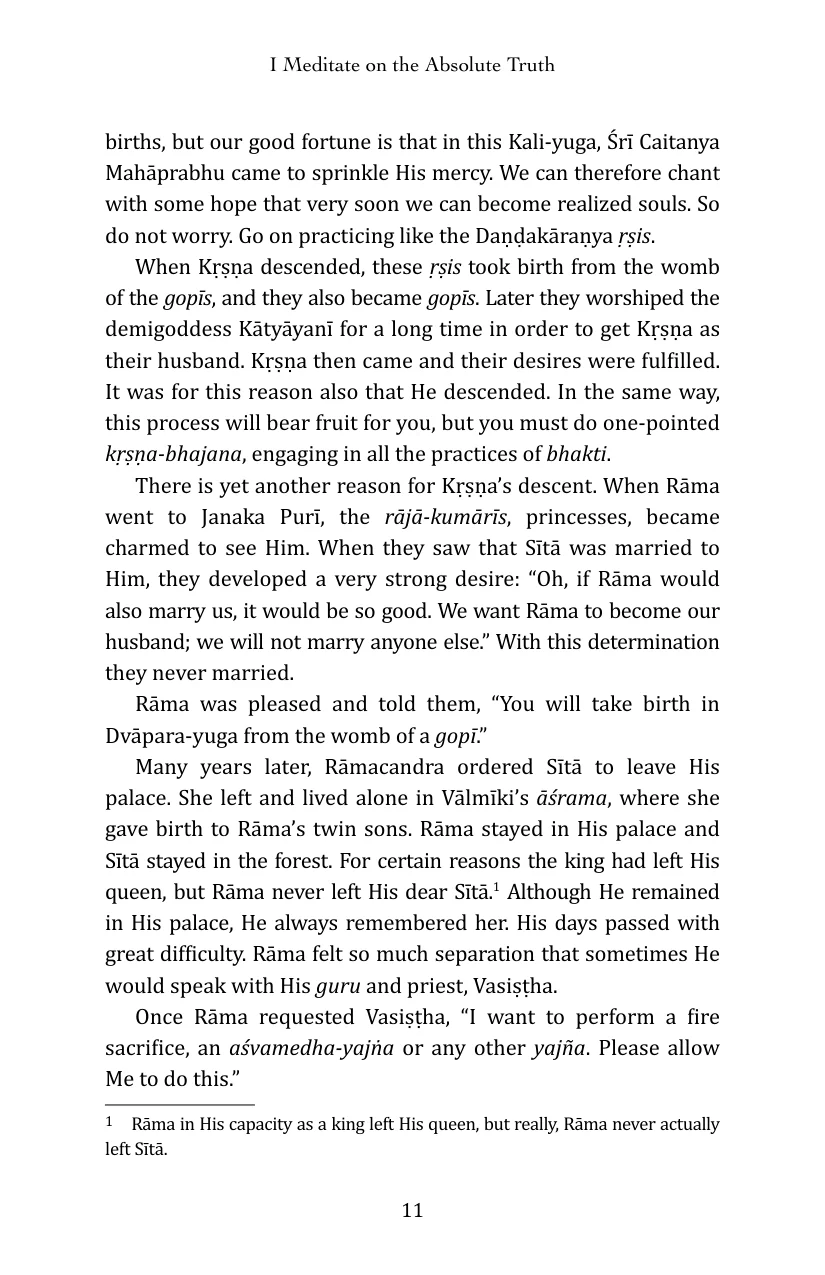 I Meditate on the Absolute Truth
births, but our good fortune is that in this Kali-yuga, Śrī Caitanya
Mahāprabhu came to sprinkle His mercy. We can therefore chant
with some hope that very soon we can become realized souls. So
do not worry. Go on practicing like the Daṇḍakāraṇya ṛṣis.
When Kṛṣṇa descended, these ṛṣis took birth from the womb
of the gopīs, and they also became gopīs. Later they worshiped the
demigoddess Kātyāyanī for a long time in order to get Kṛṣṇa as
their husband. Kṛṣṇa then came and their desires were fulfilled.
It was for this reason also that He descended. In the same way,
this process will bear fruit for you, but you must do one-pointed
kṛṣṇa-bhajana, engaging in all the practices of bhakti.
There is yet another reason for Kṛṣṇa’s descent. When Rāma
went to Janaka Purī, the rājā-kumārīs, princesses, became
charmed to see Him. When they saw that Sītā was married to
Him, they developed a very strong desire: “Oh, if Rāma would
also marry us, it would be so good. We want Rāma to become our
husband; we will not marry anyone else.” With this determination
they never married.
Rāma was pleased and told them, “You will take birth in
Dvāpara-yuga from the womb of a gopī.”
Many years later, Rāmacandra ordered Sītā to leave His
palace. She left and lived alone in Vālmīki’s āśrama, where she
gave birth to Rāma’s twin sons. Rāma stayed in His palace and
Sītā stayed in the forest. For certain reasons the king had left His
queen, but Rāma never left His dear Sītā.¹ Although He remained
in His palace, He always remembered her. His days passed with
great difficulty. Rāma felt so much separation that sometimes He
would speak with His guru and priest, Vasiṣṭha.
Once Rāma requested Vasiṣṭha, “I want to perform a fire
sacrifice, an aśvamedha-yajṅa or any other yajña. Please allow
Me to do this.”
1 Rāma in His capacity as a king left His queen, but really, Rāma never actually
left Sītā.
11